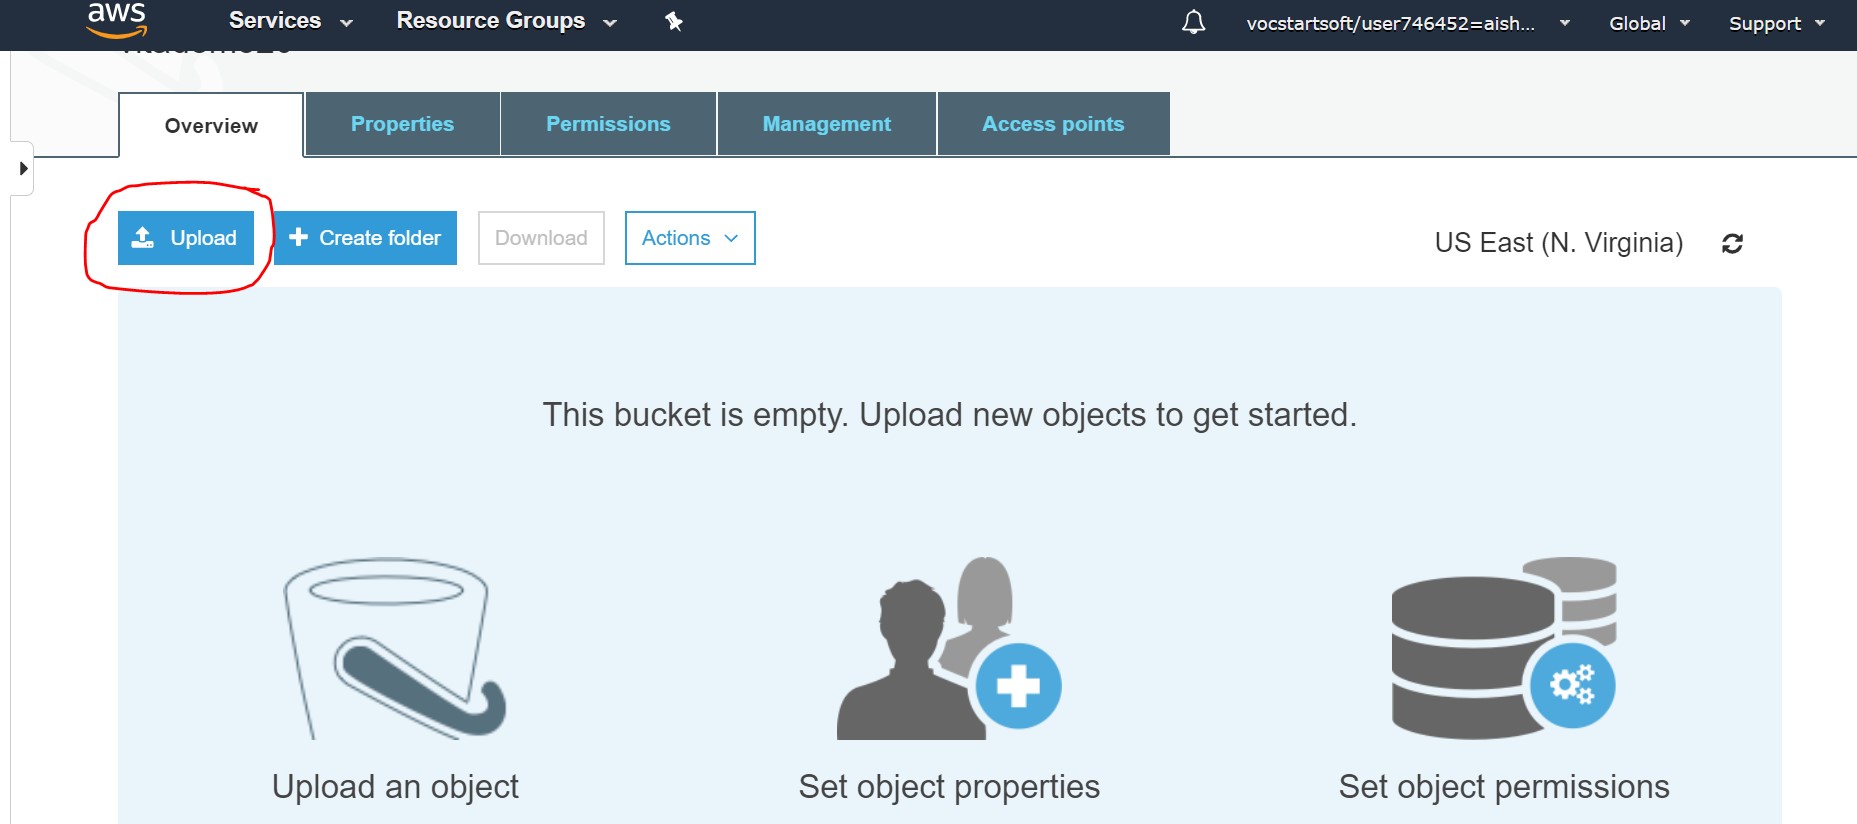 aws Services Resource Groups vocstartsoft/user746452=aish... Global Support
Overview Properties Permissions Management Access points
Upload Create folder Download Actions US East (N. Virginia)
This bucket is empty. Upload new objects to get started.
Upload an object Set object properties Set object permissions